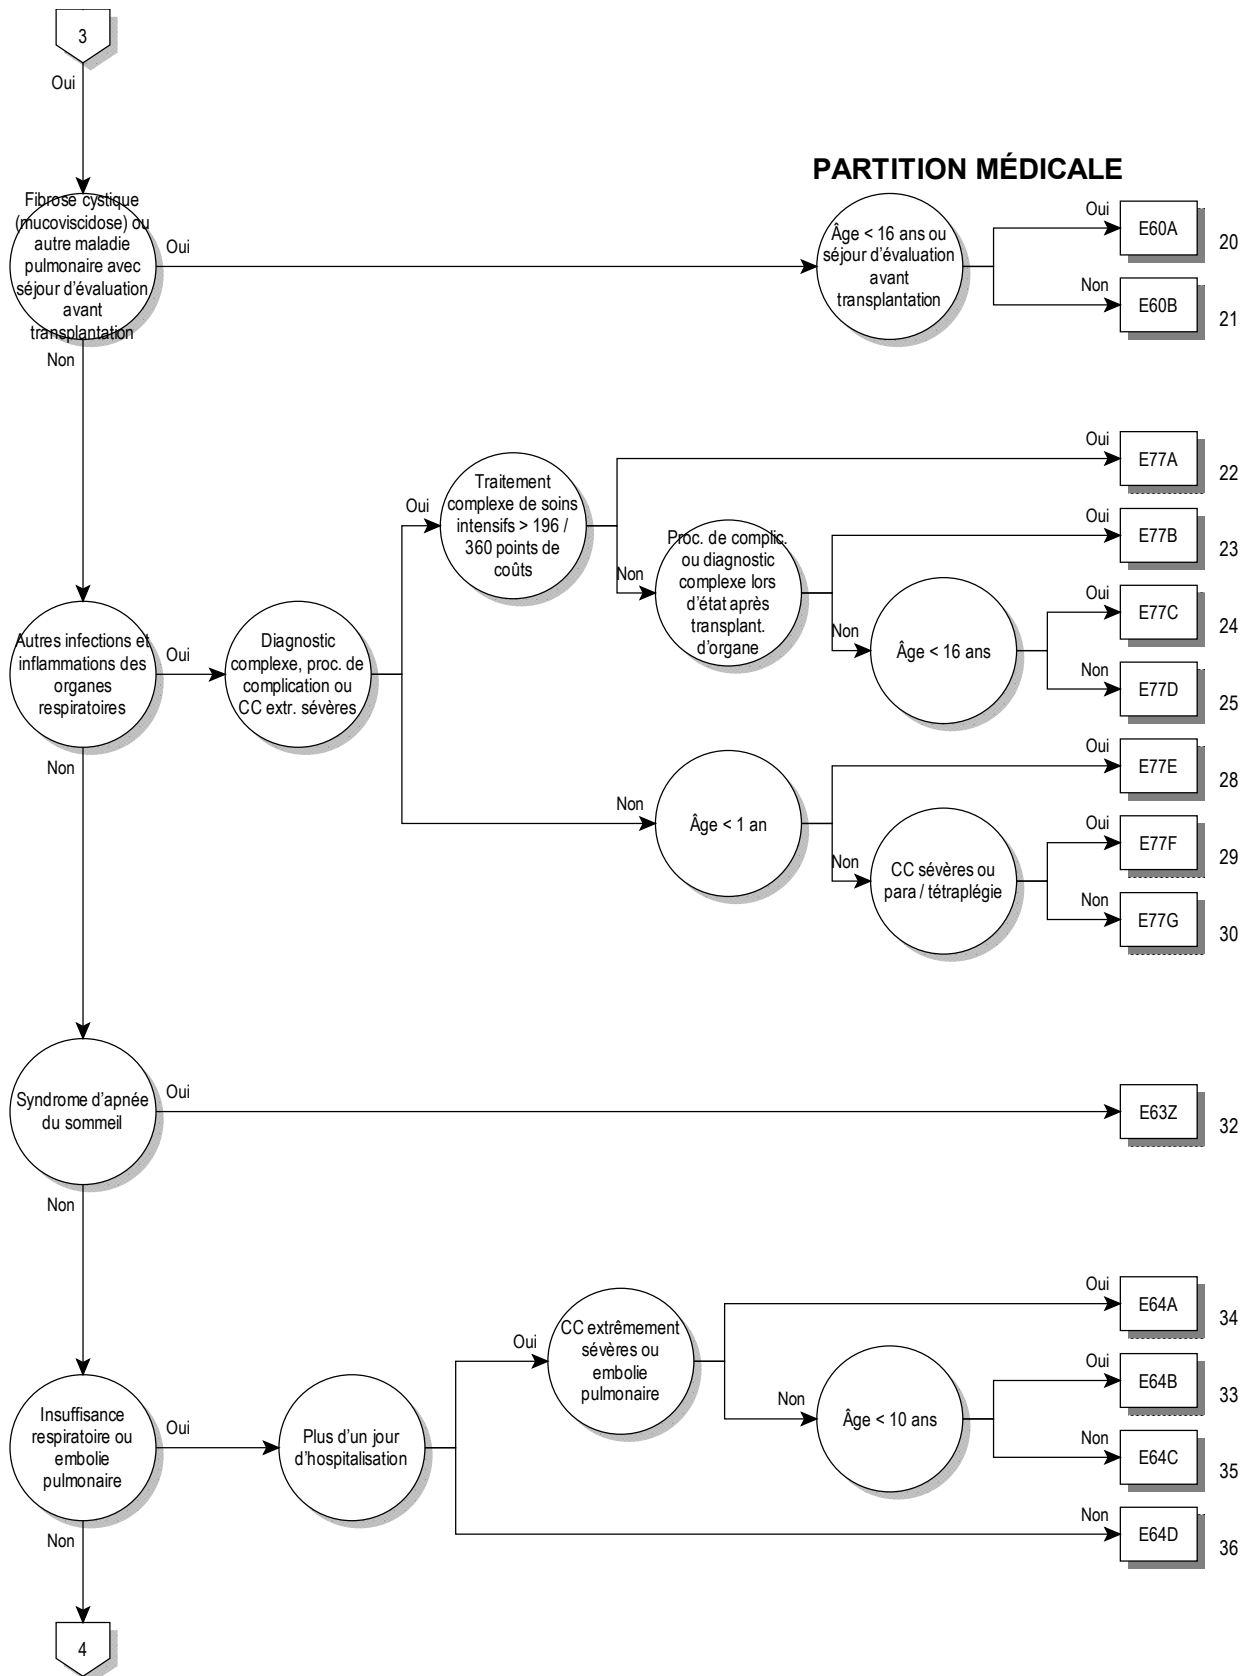 3
Oui
PARTITION MÉDICALE
Fibrose cystique
(mucoviscidose) ou
autre maladie
pulmonaire avec
séjour d'évaluation
avant
transplantation
Oui
Âge < 16 ans ou
séjour d'évaluation
avant
transplantation
Oui
E60A
20
Non
E60B
21
Non
Autres infections et
inflammations des
organes
respiratoires
Oui
Diagnostic
complexe, proc. de
complication ou
CC extr. sévères
Oui
Traitement
complexe de soins
intensifs > 196 /
360 points de
coûts
Oui
E77A
22
Non
Proc. de complic.
ou diagnostic
complexe lors
d'état après
transplant.
d'organe
Oui
E77B
23
Non
Âge < 16 ans
Oui
E77C
24
Non
E77D
25
Non
Âge < 1 an
Oui
E77E
28
Non
CC sévères ou
para / tétraplégie
Oui
E77F
29
Non
E77G
30
Non
Syndrome d'apnée
du sommeil
Oui
E63Z
32
Non
Insuffisance
respiratoire ou
embolie
pulmonaire
Oui
Plus d'un jour
d'hospitalisation
Oui
CC extrêmement
sévères ou
embolie
pulmonaire
Oui
E64A
34
Non
Âge < 10 ans
Oui
E64B
33
Non
E64C
35
Non
E64D
36
Non
4